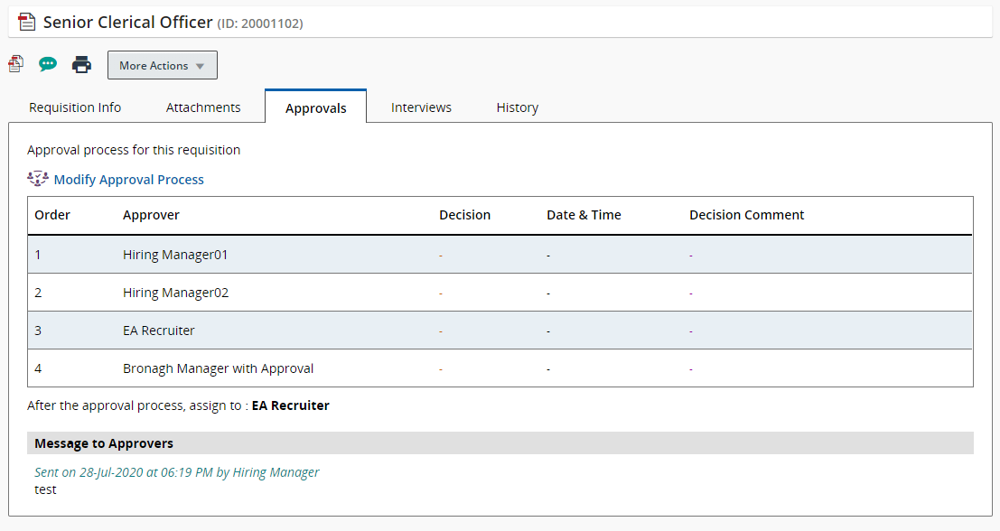 Senior Clerical Officer (ID: 20001102)
More Actions
Requisition Info Attachments Approvals Interviews History
Approval process for this requisition
Modify Approval Process
Order Approver Decision Date & Time Decision Comment
1 Hiring Manager01 - - -
2 Hiring Manager02 - - -
3 EA Recruiter - - -
4 Bronagh Manager with Approval - - -
After the approval process, assign to : EA Recruiter
Message to Approvers
Sent on 28-Jul-2020 at 06:19 PM by Hiring Manager
test